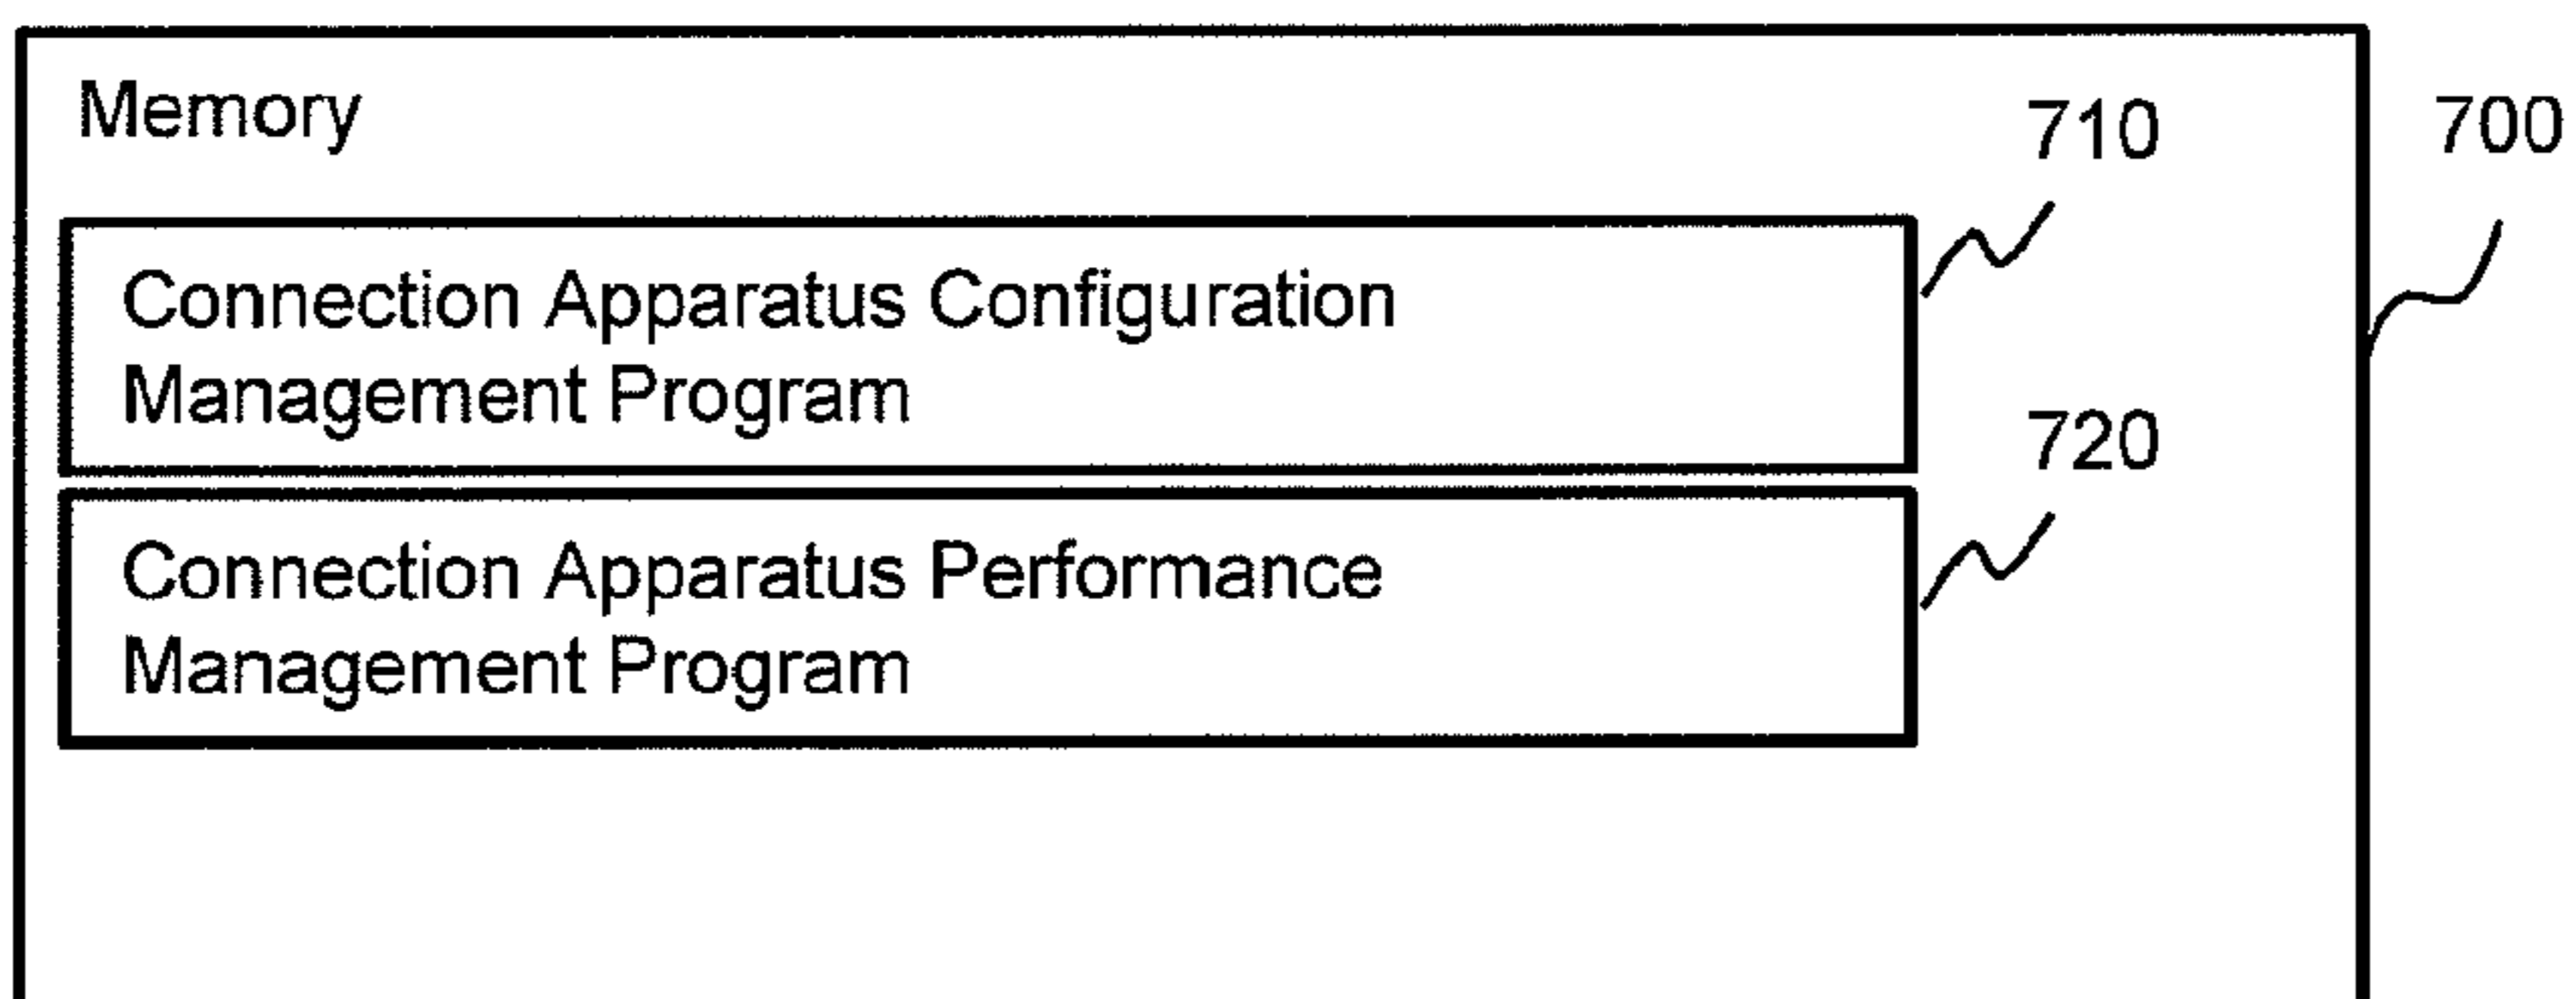 Memory
710
700
Connection Apparatus Configuration
Management Program
720
Connection Apparatus Performance
Management Program